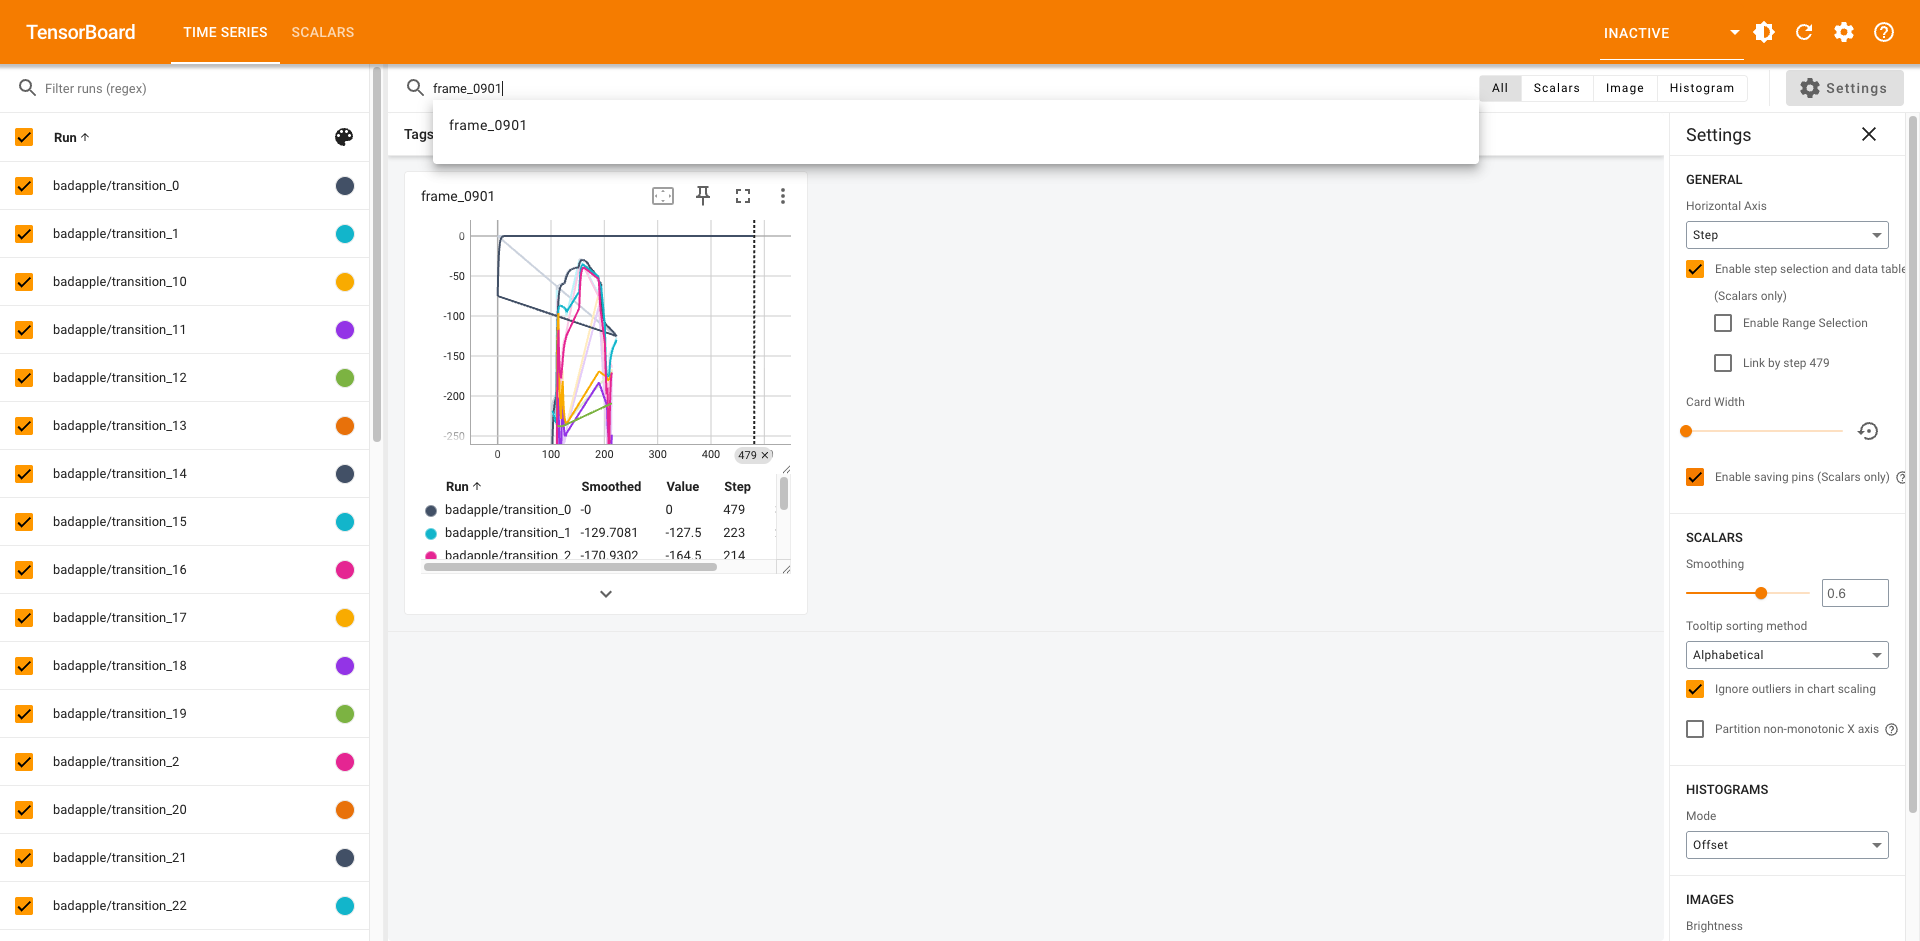 TensorBoard
TIME SERIES
SCALARS
INACTIVE
Filter runs (regex)
frame_0901
All
Scalars
Image
Histogram
Settings
frame_0901
Run
Tags
Settings
badapple/transition_0
badapple/transition_1
badapple/transition_10
badapple/transition_11
badapple/transition_12
badapple/transition_13
badapple/transition_14
badapple/transition_15
badapple/transition_16
badapple/transition_17
badapple/transition_18
badapple/transition_19
badapple/transition_2
badapple/transition_20
badapple/transition_21
badapple/transition_22
frame_0901
0
-50
-100
-150
-200
-250
0 100 200 300 400 479
Run Smoothed Value Step
badapple/transition_0 -0 0 479
badapple/transition_1 -129.7081 -127.5 223
badapple/transition_2 -170.9302 -164.5 214
GENERAL
Horizontal Axis
Step
Enable step selection and data table
(Scalars only)
Enable Range Selection
Link by step 479
Card Width
Enable saving pins (Scalars only)
SCALARS
Smoothing
0.6
Tooltip sorting method
Alphabetical
Ignore outliers in chart scaling
Partition non-monotonic X axis
HISTOGRAMS
Mode
Offset
IMAGES
Brightness